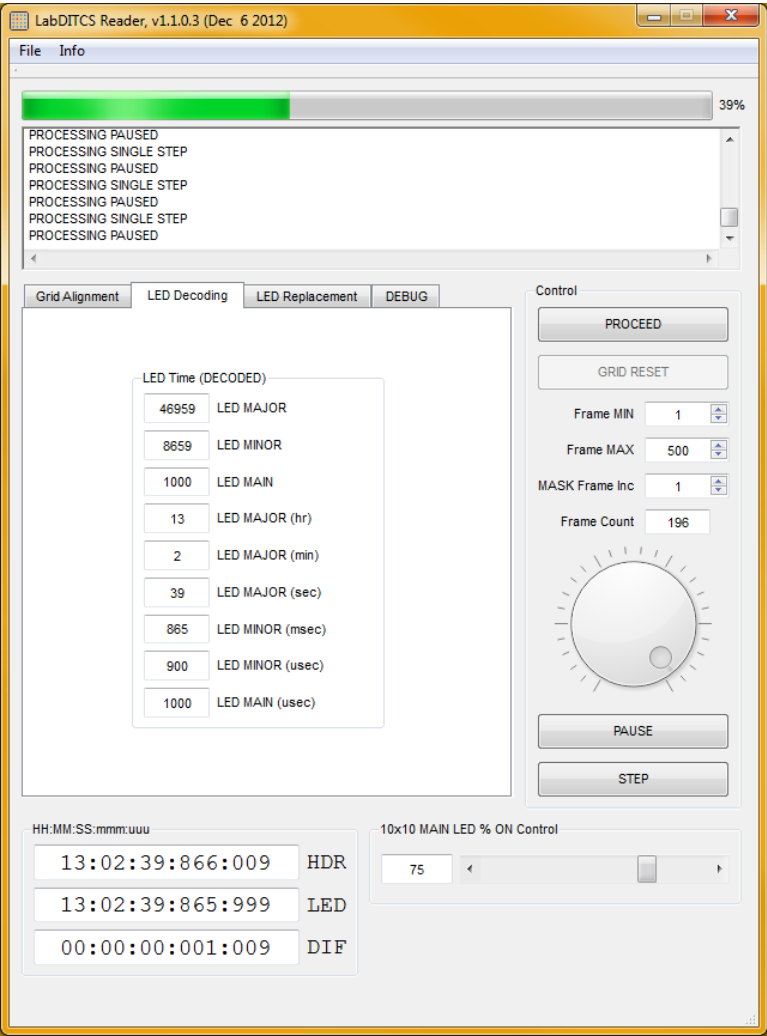 LabDITCS Reader, v1.1.0.3 (Dec  6 2012)
File Info
39%
PROCESSING PAUSED
PROCESSING SINGLE STEP
PROCESSING PAUSED
PROCESSING SINGLE STEP
PROCESSING PAUSED
PROCESSING SINGLE STEP
PROCESSING PAUSED
Grid Alignment LED Decoding LED Replacement DEBUG
LED Time (DECODED)
46959 LED MAJOR
8659 LED MINOR
1000 LED MAIN
13 LED MAJOR (hr)
2 LED MAJOR (min)
39 LED MAJOR (sec)
865 LED MINOR (msec)
900 LED MINOR (usec)
1000 LED MAIN (usec)
Control
PROCEED
GRID RESET
Frame MIN 1
Frame MAX 500
MASK Frame Inc 1
Frame Count 196
PAUSE
STEP
HH:MM:SS:mmm:uuu
13:02:39:866:009 HDR
13:02:39:865:999 LED
00:00:00:001:009 DIF
10x10 MAIN LED % ON Control
75